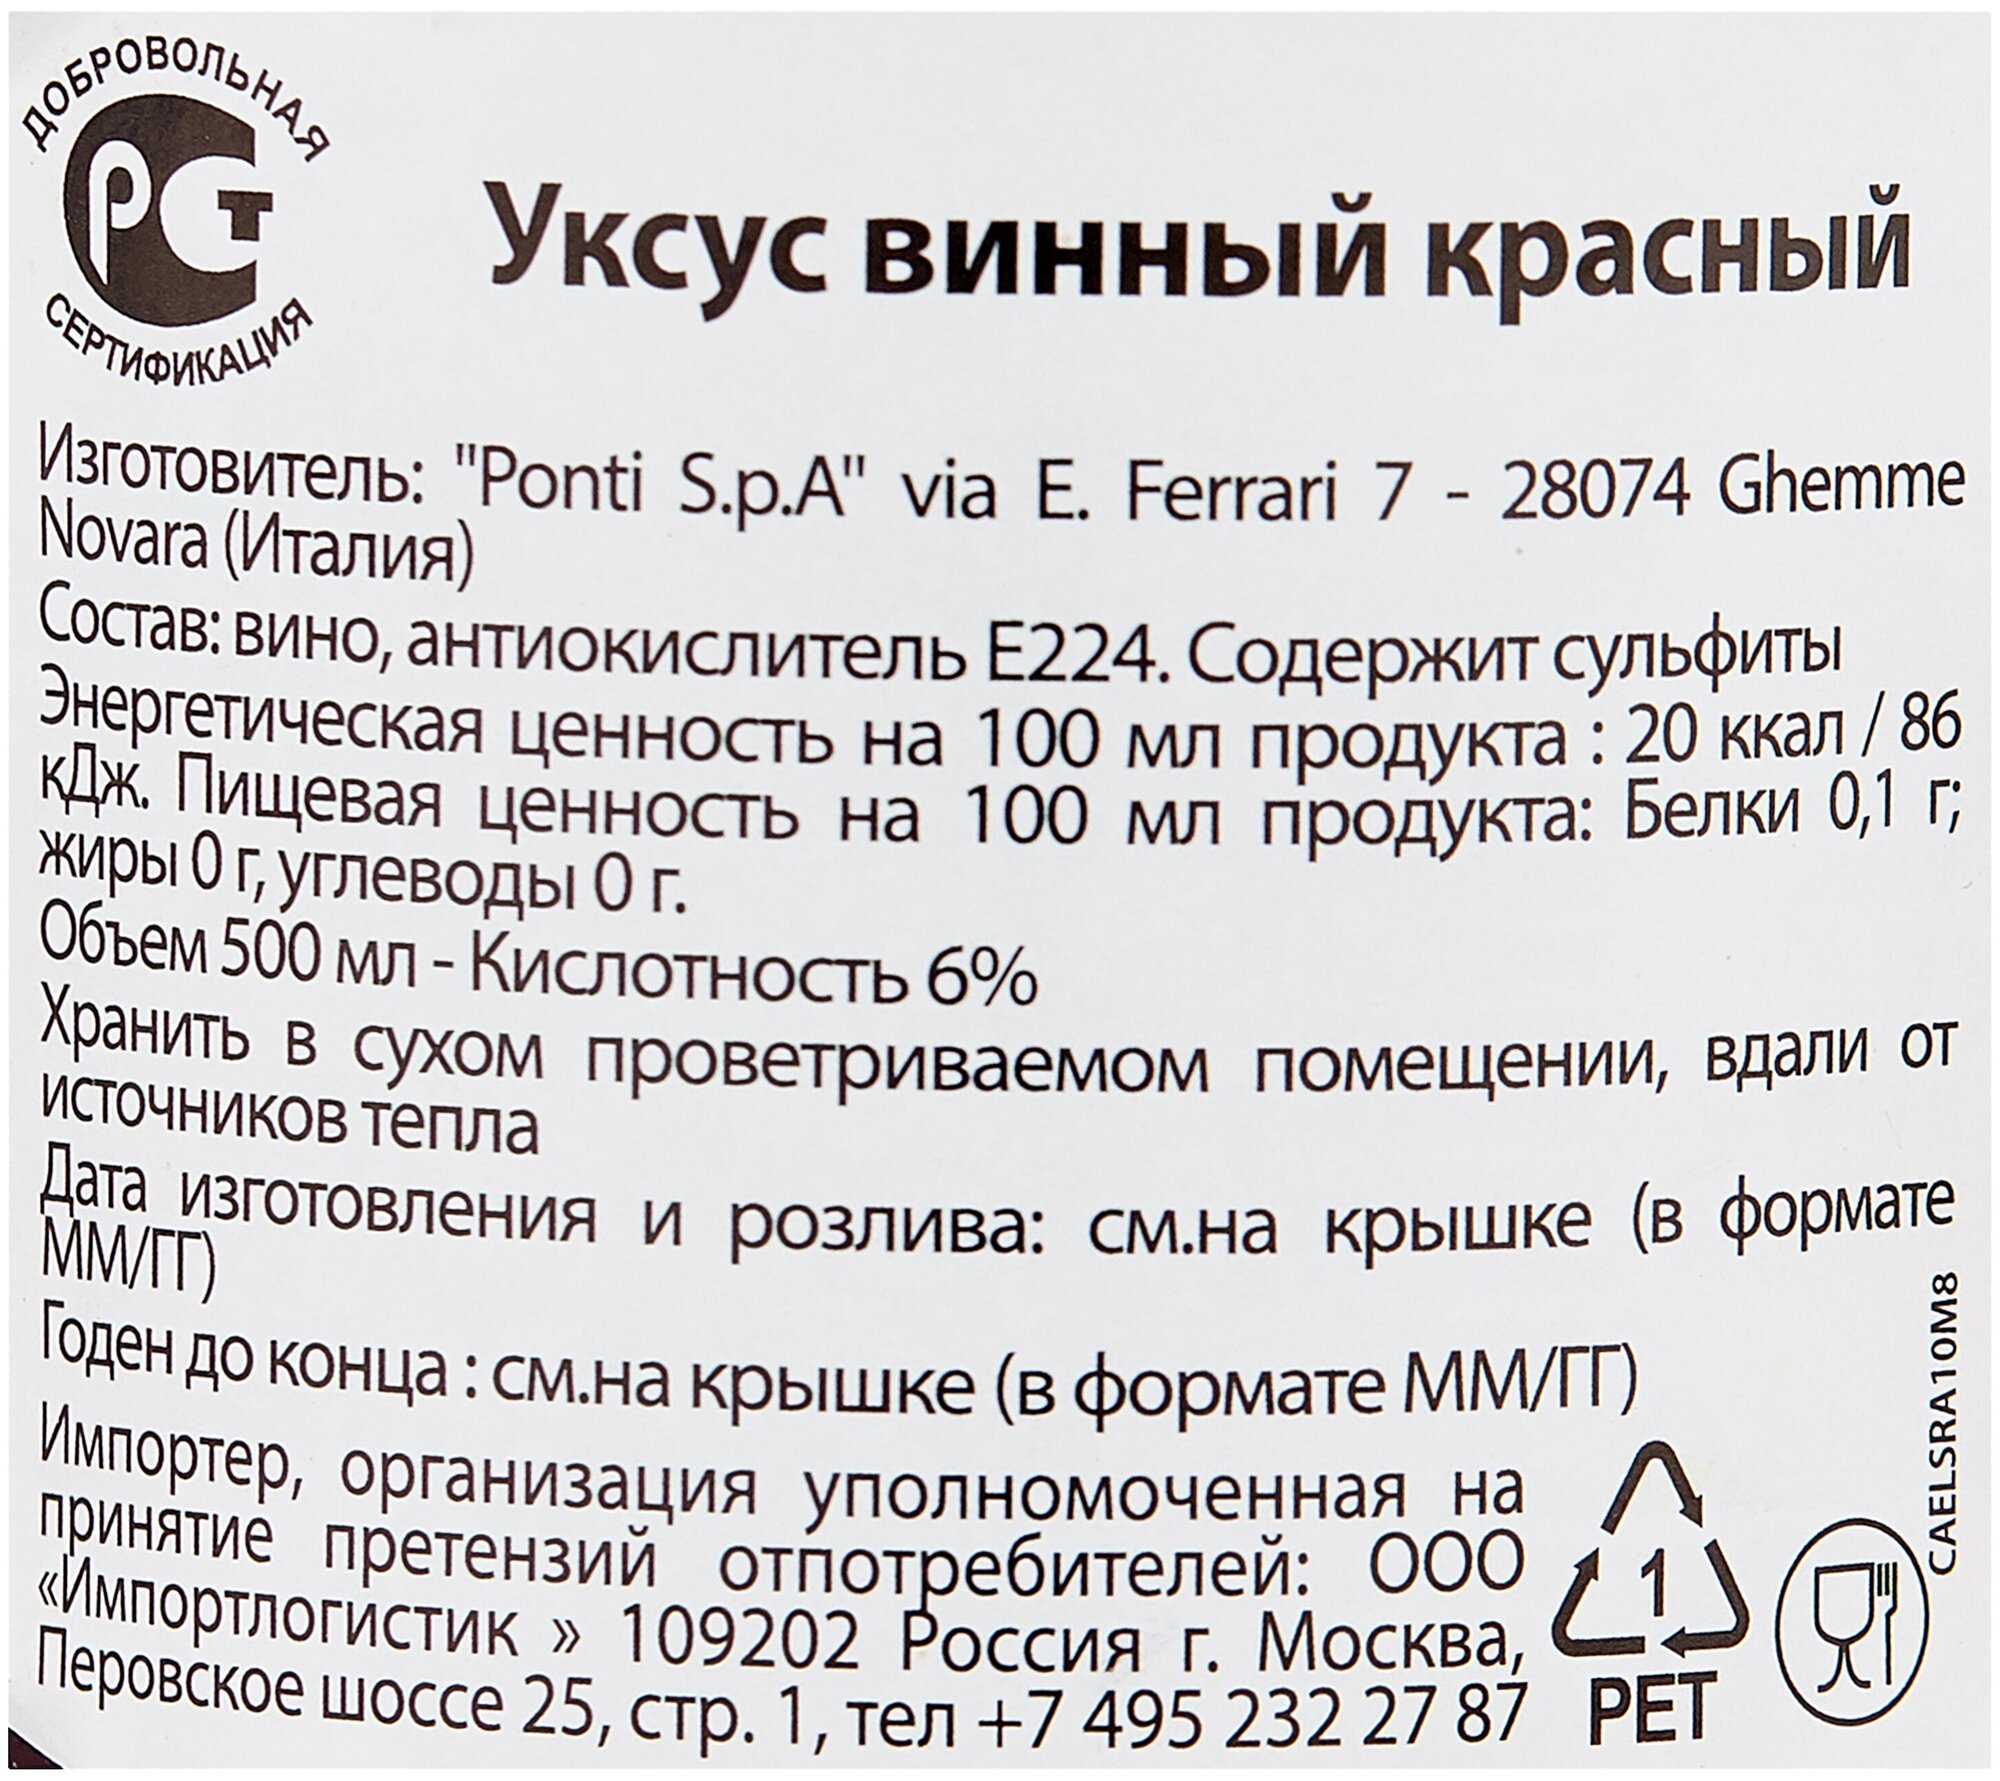 ДОБРОВОЛЬНАЯ
РСТ
СЕРТИФИКАЦИЯ
Уксус винный красный
Изготовитель: "Ponti S.p.A" via E. Ferrari 7 - 28074 Ghemme
Novara (Италия)
Состав: вино, антиокислитель Е224. Содержит сульфиты
Энергетическая ценность на 100 мл продукта : 20 ккал / 86
кДж. Пищевая ценность на 100 мл продукта: Белки 0,1 г;
жиры 0 г, углеводы 0 г.
Объем 500 мл - Кислотность 6%
Хранить в сухом проветриваемом помещении, вдали от
источников тепла
Дата изготовления и розлива: см.на крышке (в формате
ММ/ГГ)
Годен до конца : см.на крышке (в формате ММ/ГГ)
Импортер, организация уполномоченная на
принятие претензий отпотребителей: ООО
«Импортлогистик » 109202 Россия г. Москва,
Перовское шоссе 25, стр. 1, тел +7 495 232 27 87
1
PET
CAELSRA10M8